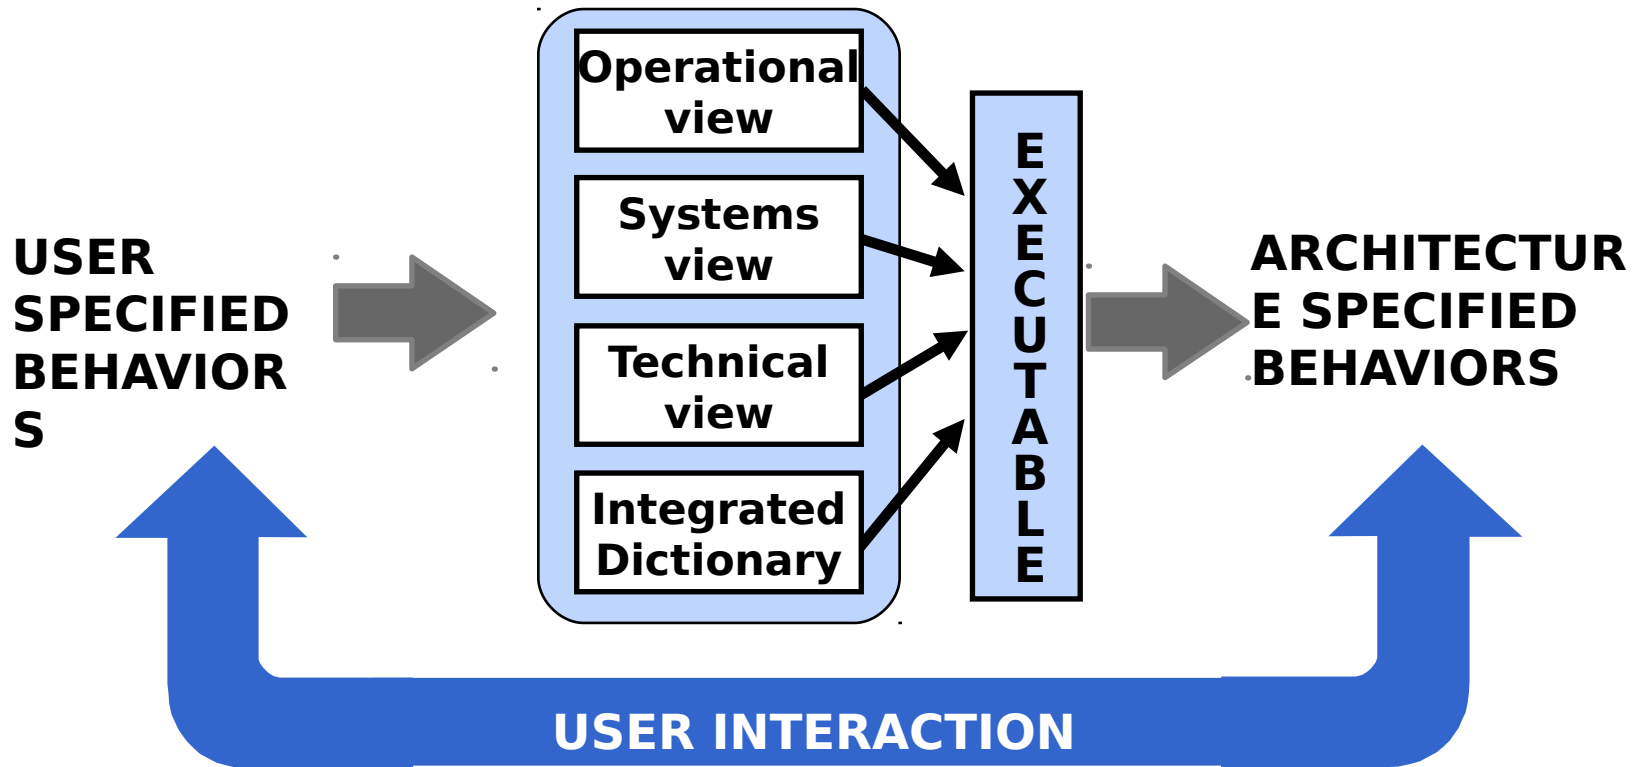 USER
SPECIFIED
BEHAVIOR
S
Operational
view
Systems
view
Technical
view
Integrated
Dictionary
E
X
E
C
U
T
A
B
L
E
ARCHITECTUR
E SPECIFIED
BEHAVIORS
USER INTERACTION